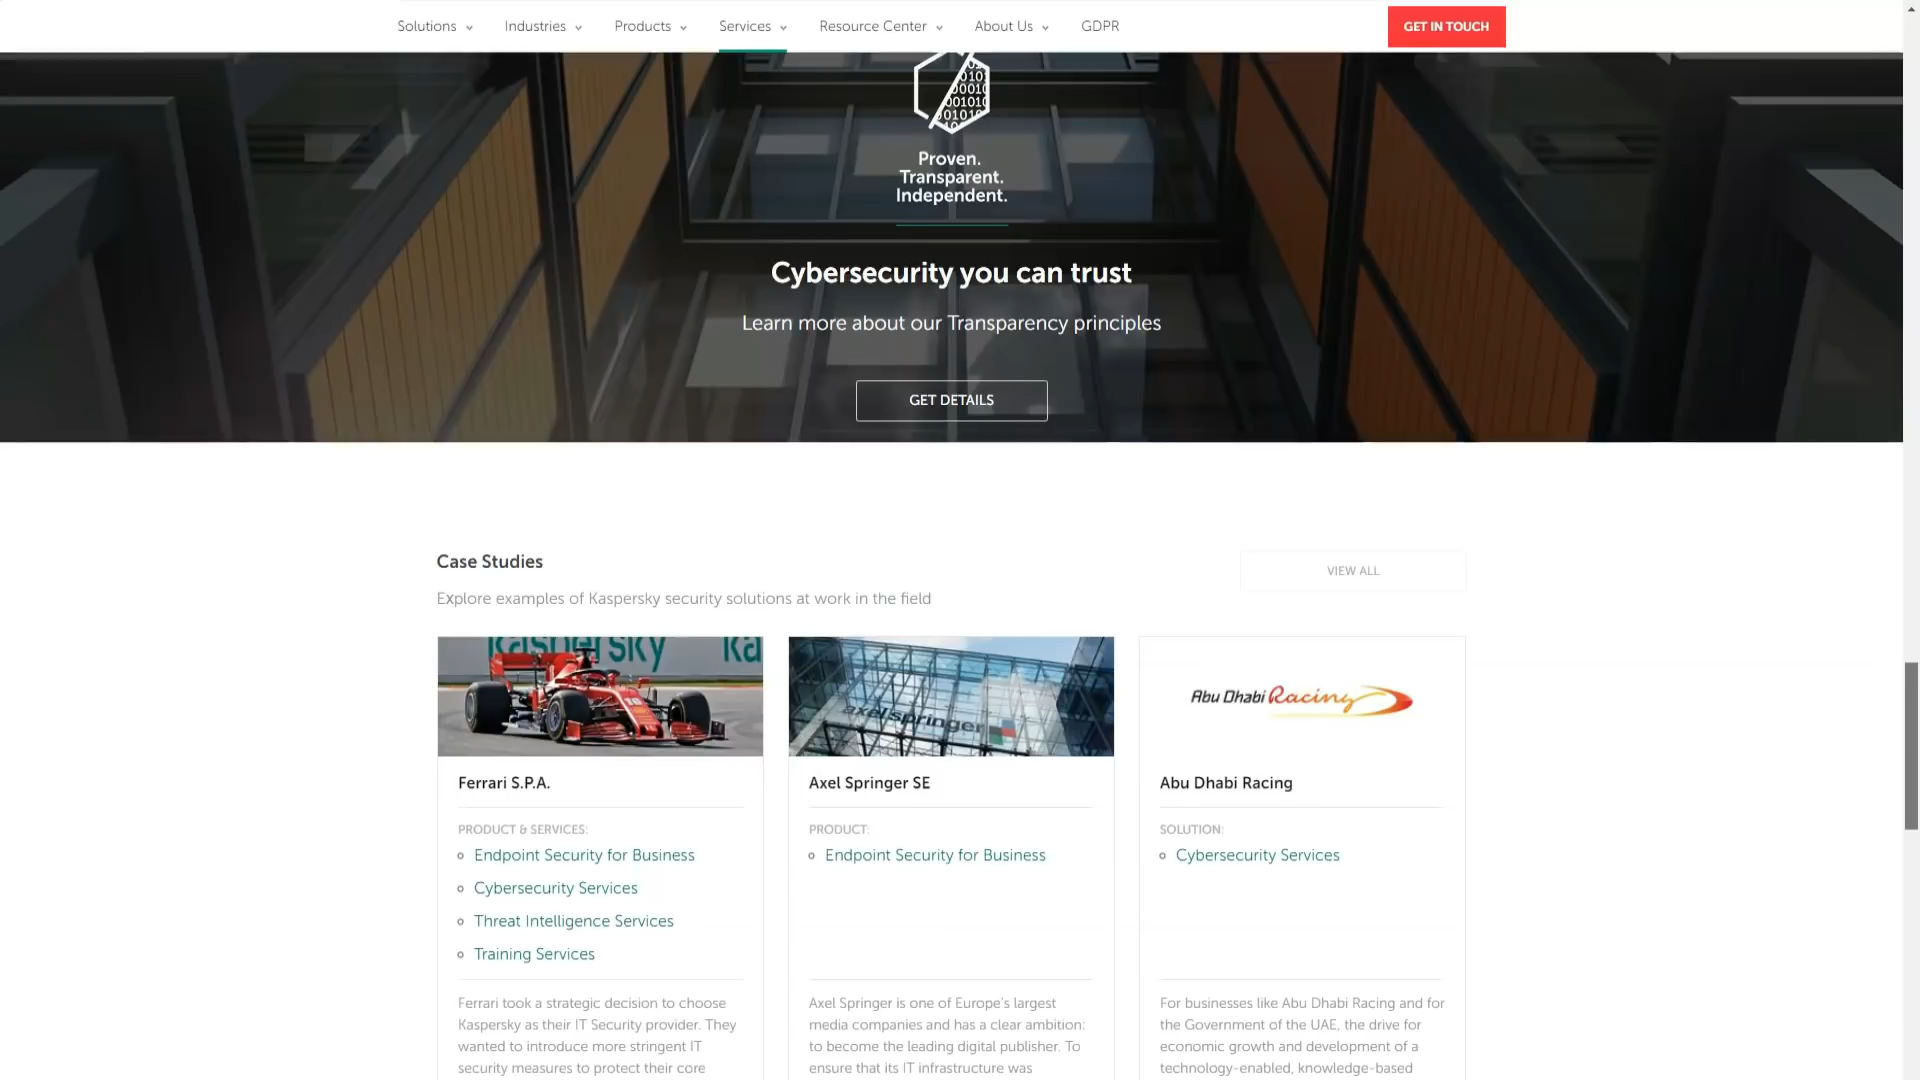 Solutions
Industries
Products
Services
Resource Center
About Us
GDPR
GET IN TOUCH
Proven.
Transparent.
Independent.
Cybersecurity you can trust
Learn more about our Transparency principles
GET DETAILS
Case Studies
VIEW ALL
Explore examples of Kaspersky security solutions at work in the field
kaspersky
axel springer
Abu Dhabi Racing
Ferrari S.P.A.
PRODUCT & SERVICES:
Endpoint Security for Business
Cybersecurity Services
Threat Intelligence Services
Training Services
Ferrari took a strategic decision to choose
Kaspersky as their IT Security provider. They
wanted to introduce more stringent IT
security measures to protect their core
Axel Springer SE
PRODUCT:
Endpoint Security for Business
Axel Springer is one of Europe's largest
media companies and has a clear ambition:
to become the leading digital publisher. To
ensure that its IT infrastructure was
Abu Dhabi Racing
SOLUTION:
Cybersecurity Services
For businesses like Abu Dhabi Racing and for
the Government of the UAE, the drive for
economic growth and development of a
technology-enabled, knowledge-based